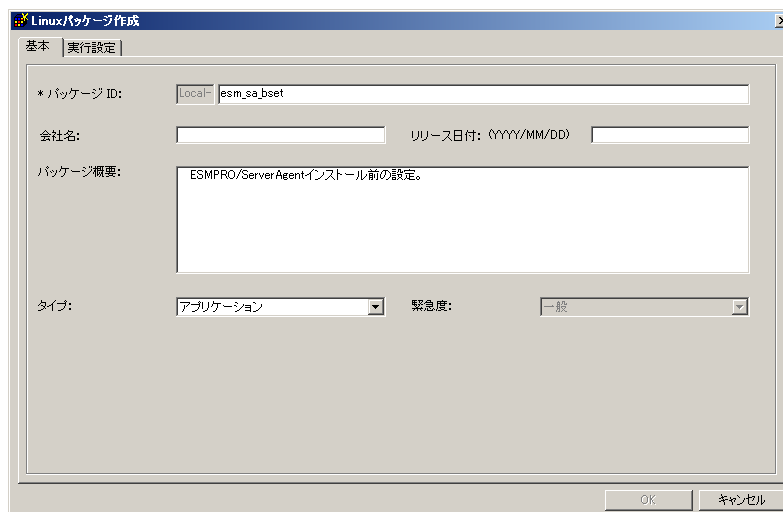 Linuxパッケージ作成
基本 実行設定
* パッケージ ID: Local- esm_sa_bset
会社名: リリース日付: (YYYY/MM/DD)
パッケージ概要: ESMPRO/ServerAgentインストール前の設定。
タイプ: アプリケーション 緊急度: 一般
OK キャンセル